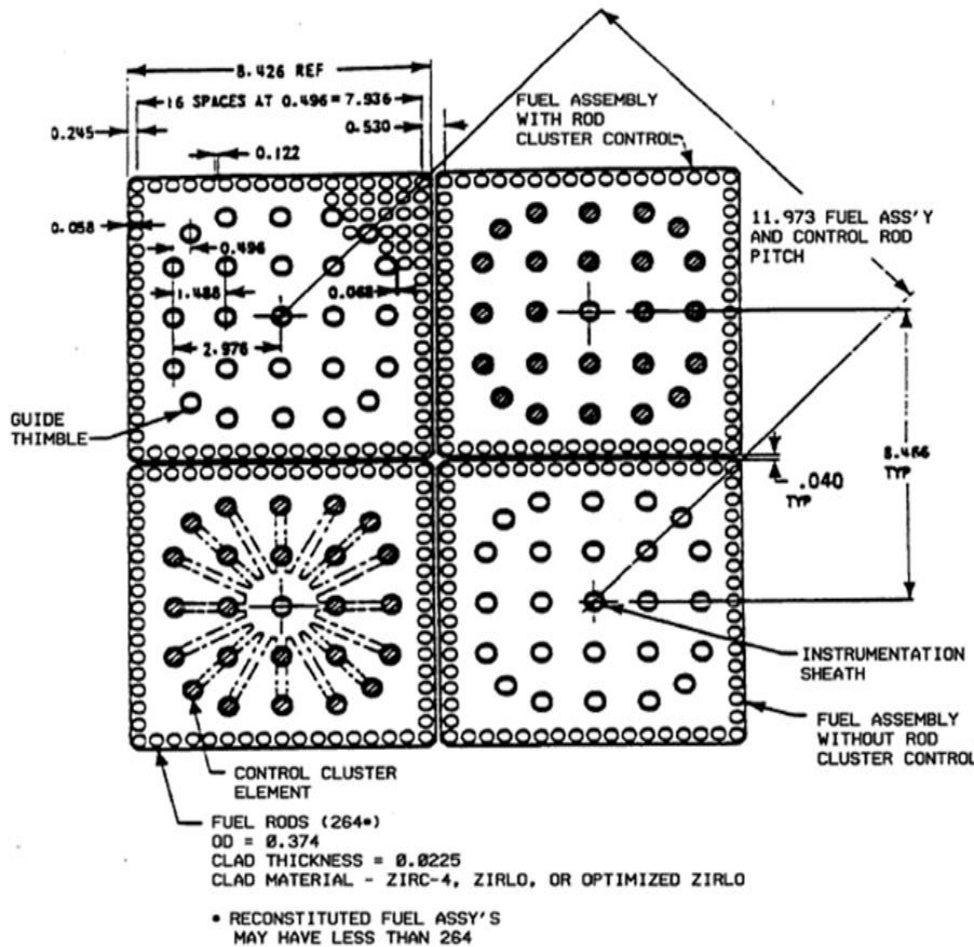 8.426 REF
16 SPACES AT 0.496=7.936
0.245
0.530
0.122
FUEL ASSEMBLY
WITH ROD
CLUSTER CONTROL
0.058
0.496
11.973 FUEL ASS'Y
AND CONTROL ROD
PITCH
1.488
0.068
2.976
GUIDE
THIMBLE
8.466
TYP
.040
TYP
INSTRUMENTATION
SHEATH
FUEL ASSEMBLY
WITHOUT ROD
CLUSTER CONTROL
CONTROL CLUSTER
ELEMENT
FUEL RODS (264*)
OD = 0.374
CLAD THICKNESS = 0.0225
CLAD MATERIAL - ZIRC-4, ZIRLO, OR OPTIMIZED ZIRLO
* RECONSTITUTED FUEL ASSY'S
MAY HAVE LESS THAN 264